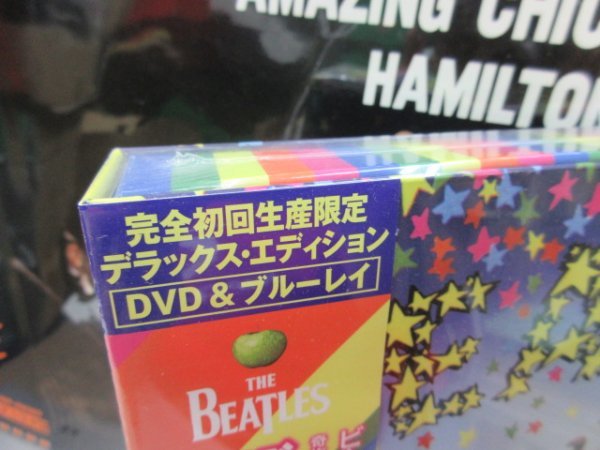 AMAZING CHIC
HAMILTON
完全初回生産限定
デラックス・エディション
DVD & ブルーレイ
THE
BEATLES